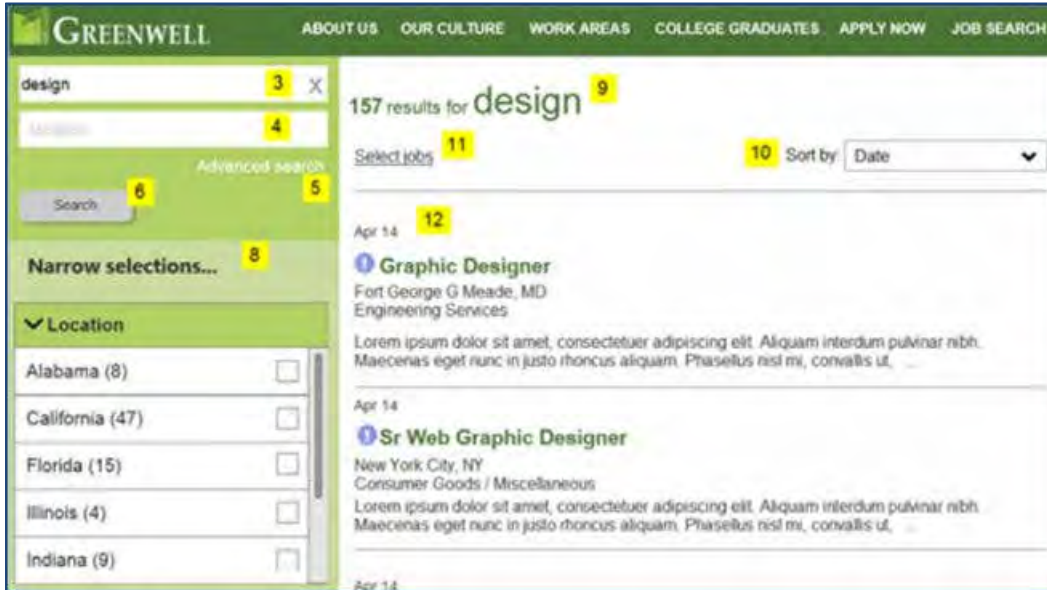 GREENWELL
ABOUT US OUR CULTURE WORK AREAS COLLEGE GRADUATES APPLY NOW JOB SEARCH
design 3 X
4
Advanced search
5
6
Search
8
Narrow selections...
Location
Alabama (8)
California (47)
Florida (15)
Illinois (4)
Indiana (9)
157 results for design 9
Select jobs 11
10 Sort by Date
12
Apr 14
Graphic Designer
Fort George G Meade, MD
Engineering Services
Lorem ipsum dolor sit amet, consectetuer adipiscing elit. Aliquam interdum pulvinar nibh.
Maecenas eget nunc in justo rhoncus aliquam. Phasellus nisl mi, convallis ut, ...
Apr 14
Sr Web Graphic Designer
New York City, NY
Consumer Goods / Miscellaneous
Lorem ipsum dolor sit amet, consectetuer adipiscing elit. Aliquam interdum pulvinar nibh.
Maecenas eget nunc in justo rhoncus aliquam. Phasellus nisl mi, convallis ut, ...
Apr 14